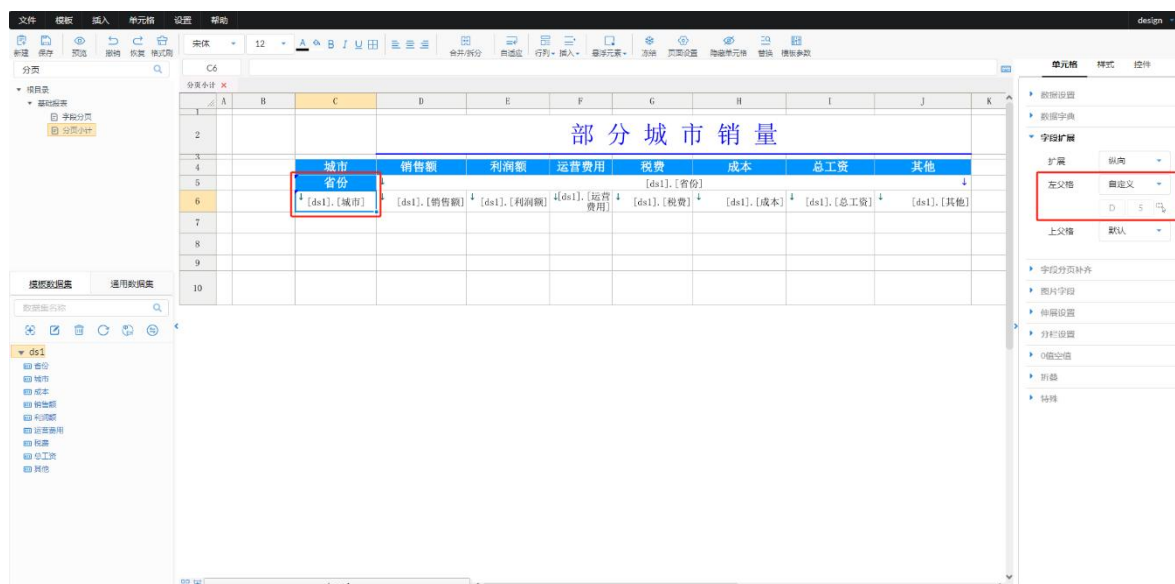 文件 模板 插入 单元格 设置 帮助 design
新建 保存 预览 撤销 恢复 格式刷 宋体 12 A B I U 合并/拆分 自适应 行列 插入 悬浮元素 冻结 页面设置 隐藏单元格 替换 模板参数
分页 C6 单元格 样式 控件
分页小计
根目录
基础报表
字段分页
分页小计
A B C D E F G H I J K
1
2 部分城市销量
3
4 城市 销售额 利润额 运营费用 税费 成本 总工资 其他
5 省份 [ds1].[省份]
6 [ds1].[城市] [ds1].[销售额] [ds1].[利润额] [ds1].[运营费用] [ds1].[税费] [ds1].[成本] [ds1].[总工资] [ds1].[其他]
7
8
9
10
模板数据集 通用数据集
数据集名称
ds1
省份
城市
成本
销售额
利润额
运营费用
税费
总工资
其他
数据设置
数据字典
字段扩展
扩展 纵向
左父格 自定义
D 5
上父格 默认
字段分页补齐
图片字段
伸展设置
分栏设置
0值空值
折叠
特殊